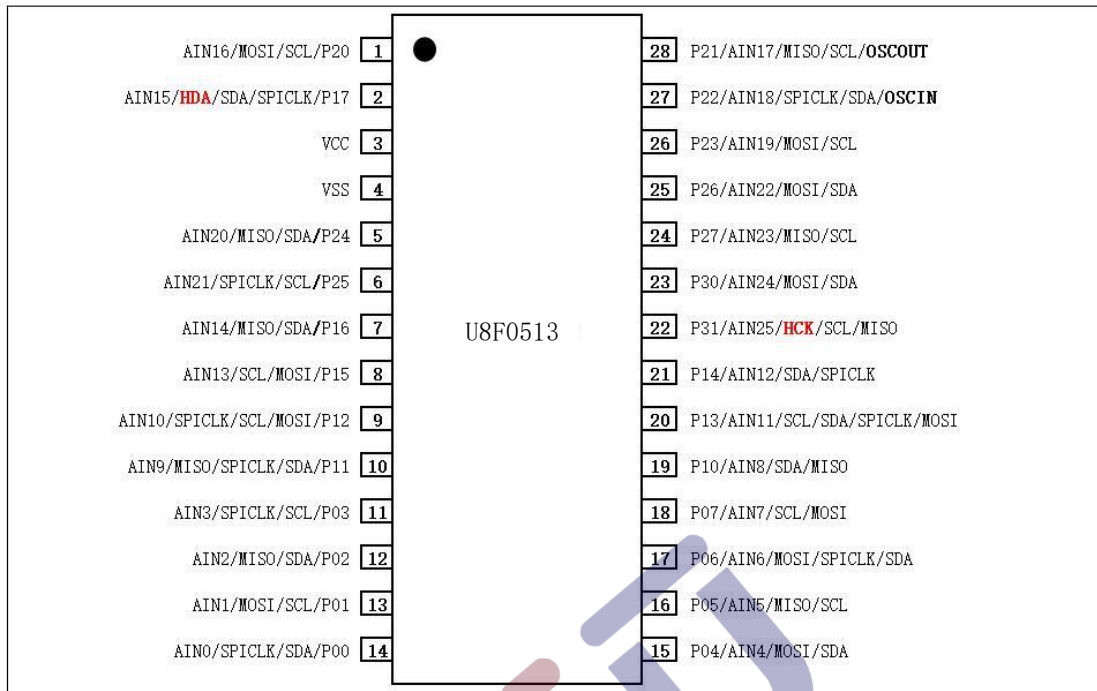 AIN16/MOSI/SCL/P20 1 28 P21/AIN17/MISO/SCL/OSCOUT
AIN15/HDA/SDA/SPICLK/P17 2 27 P22/AIN18/SPICLK/SDA/OSCIN
VCC 3 26 P23/AIN19/MOSI/SCL
VSS 4 25 P26/AIN22/MOSI/SDA
AIN20/MISO/SDA/P24 5 24 P27/AIN23/MISO/SCL
AIN21/SPICLK/SCL/P25 6 23 P30/AIN24/MOSI/SDA
AIN14/MISO/SDA/P16 7 U8F0513 22 P31/AIN25/HCK/SCL/MISO
AIN13/SCL/MOSI/P15 8 21 P14/AIN12/SDA/SPICLK
AIN10/SPICLK/SCL/MOSI/P12 9 20 P13/AIN11/SCL/SDA/SPICLK/MOSI
AIN9/MISO/SPICLK/SDA/P11 10 19 P10/AIN8/SDA/MISO
AIN3/SPICLK/SCL/P03 11 18 P07/AIN7/SCL/MOSI
AIN2/MISO/SDA/P02 12 17 P06/AIN6/MOSI/SPICLK/SDA
AIN1/MOSI/SCL/P01 13 16 P05/AIN5/MISO/SCL
AIN0/SPICLK/SDA/P00 14 15 P04/AIN4/MOSI/SDA